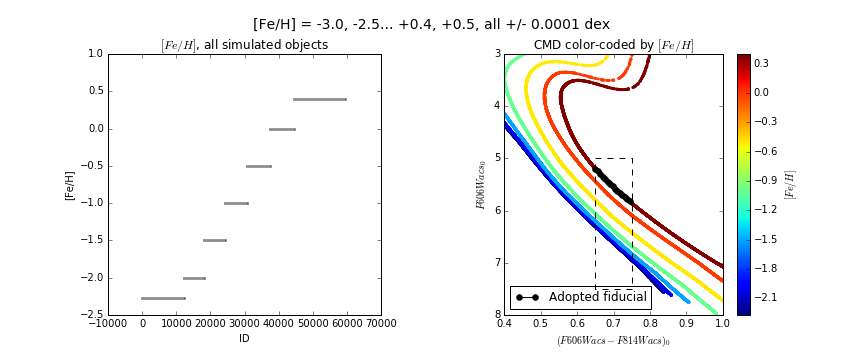 [Fe/H] = -3.0, -2.5... +0.4, +0.5, all +/- 0.0001 dex
[Fe/H], all simulated objects
1.0
0.5
0.0
−0.5
−1.0
−1.5
−2.0
−2.5
[Fe/H]
−10000 0 10000 20000 30000 40000 50000 60000 70000
ID
CMD color-coded by [Fe/H]
3
4
5
6
7
8
F606Wacs0
Adopted fiducial
0.4 0.5 0.6 0.7 0.8 0.9 1.0
(F606Wacs − F814Wacs)0
0.3
0.0
−0.3
−0.6
−0.9
−1.2
−1.5
−1.8
−2.1
[Fe/H]